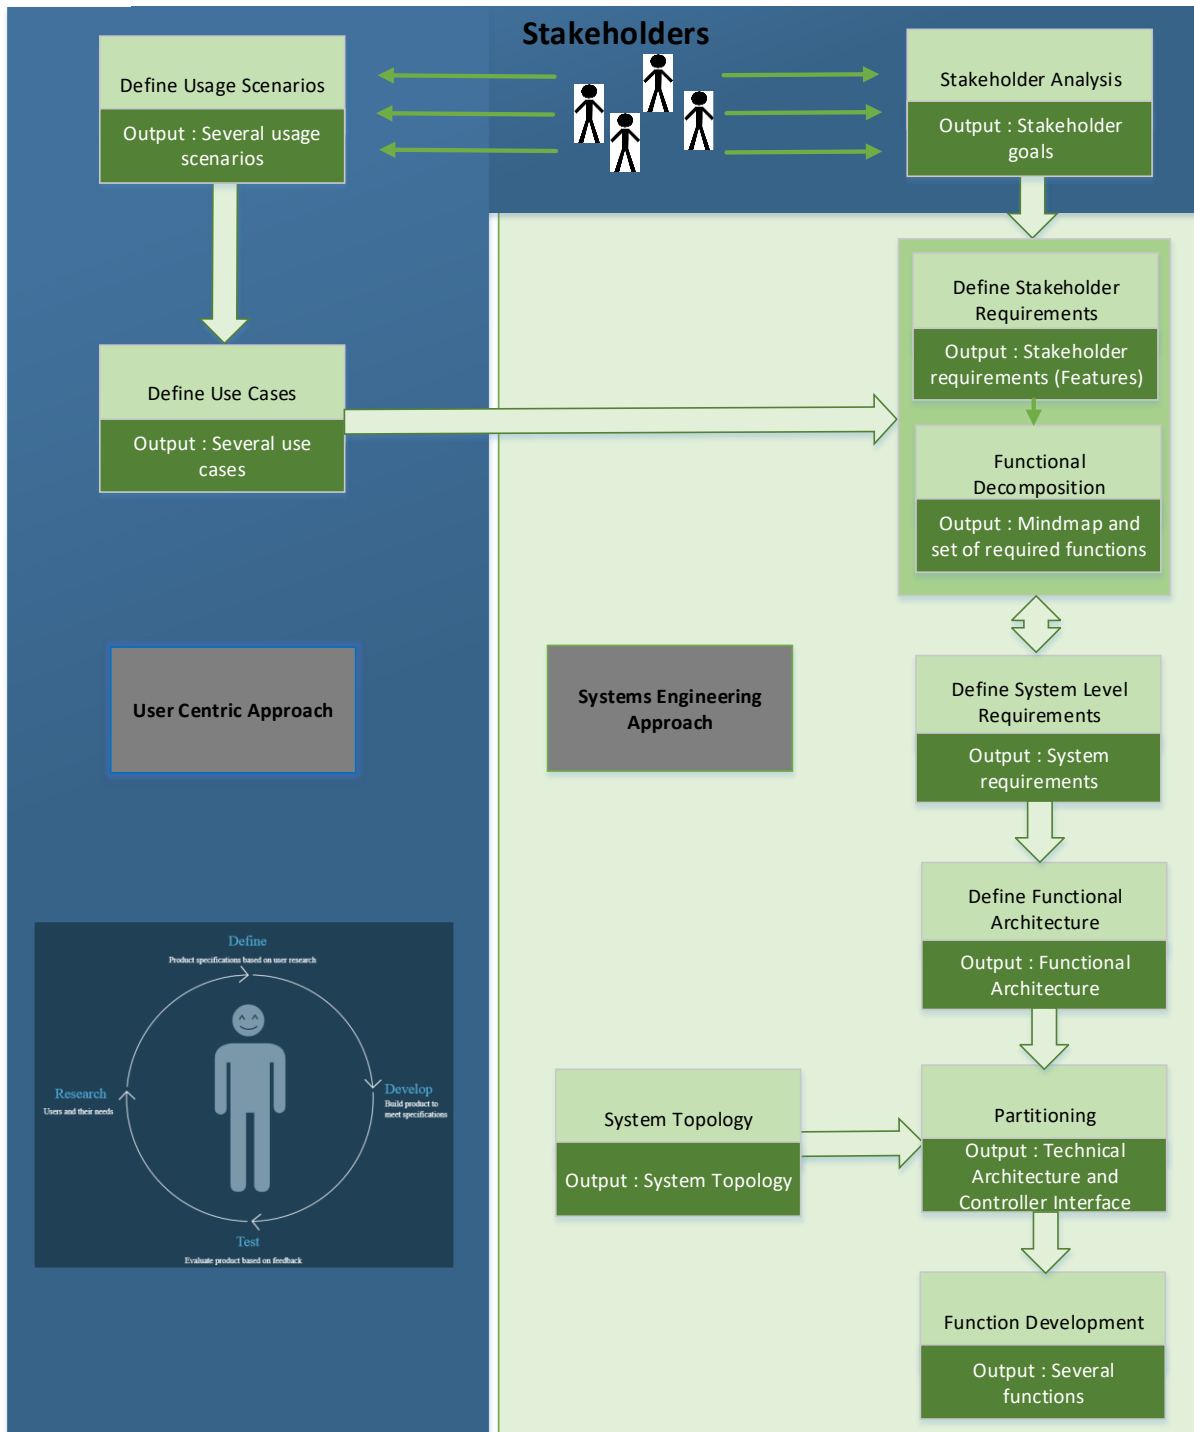 Stakeholders
Define Usage Scenarios
Output : Several usage
scenarios
Stakeholder Analysis
Output : Stakeholder
goals
Define Stakeholder
Requirements
Output : Stakeholder
requirements (Features)
Define Use Cases
Output : Several use
cases
Functional
Decomposition
Output : Mindmap and
set of required functions
User Centric Approach
Systems Engineering
Approach
Define System Level
Requirements
Output : System
requirements
Define Functional
Architecture
Output : Functional
Architecture
Define
Product specifications based on user research
Research
Users and their needs
Develop
Build product to
meet specifications
Test
Evaluate product based on feedback
System Topology
Output : System Topology
Partitioning
Output : Technical
Architecture and
Controller Interface
Function Development
Output : Several
functions